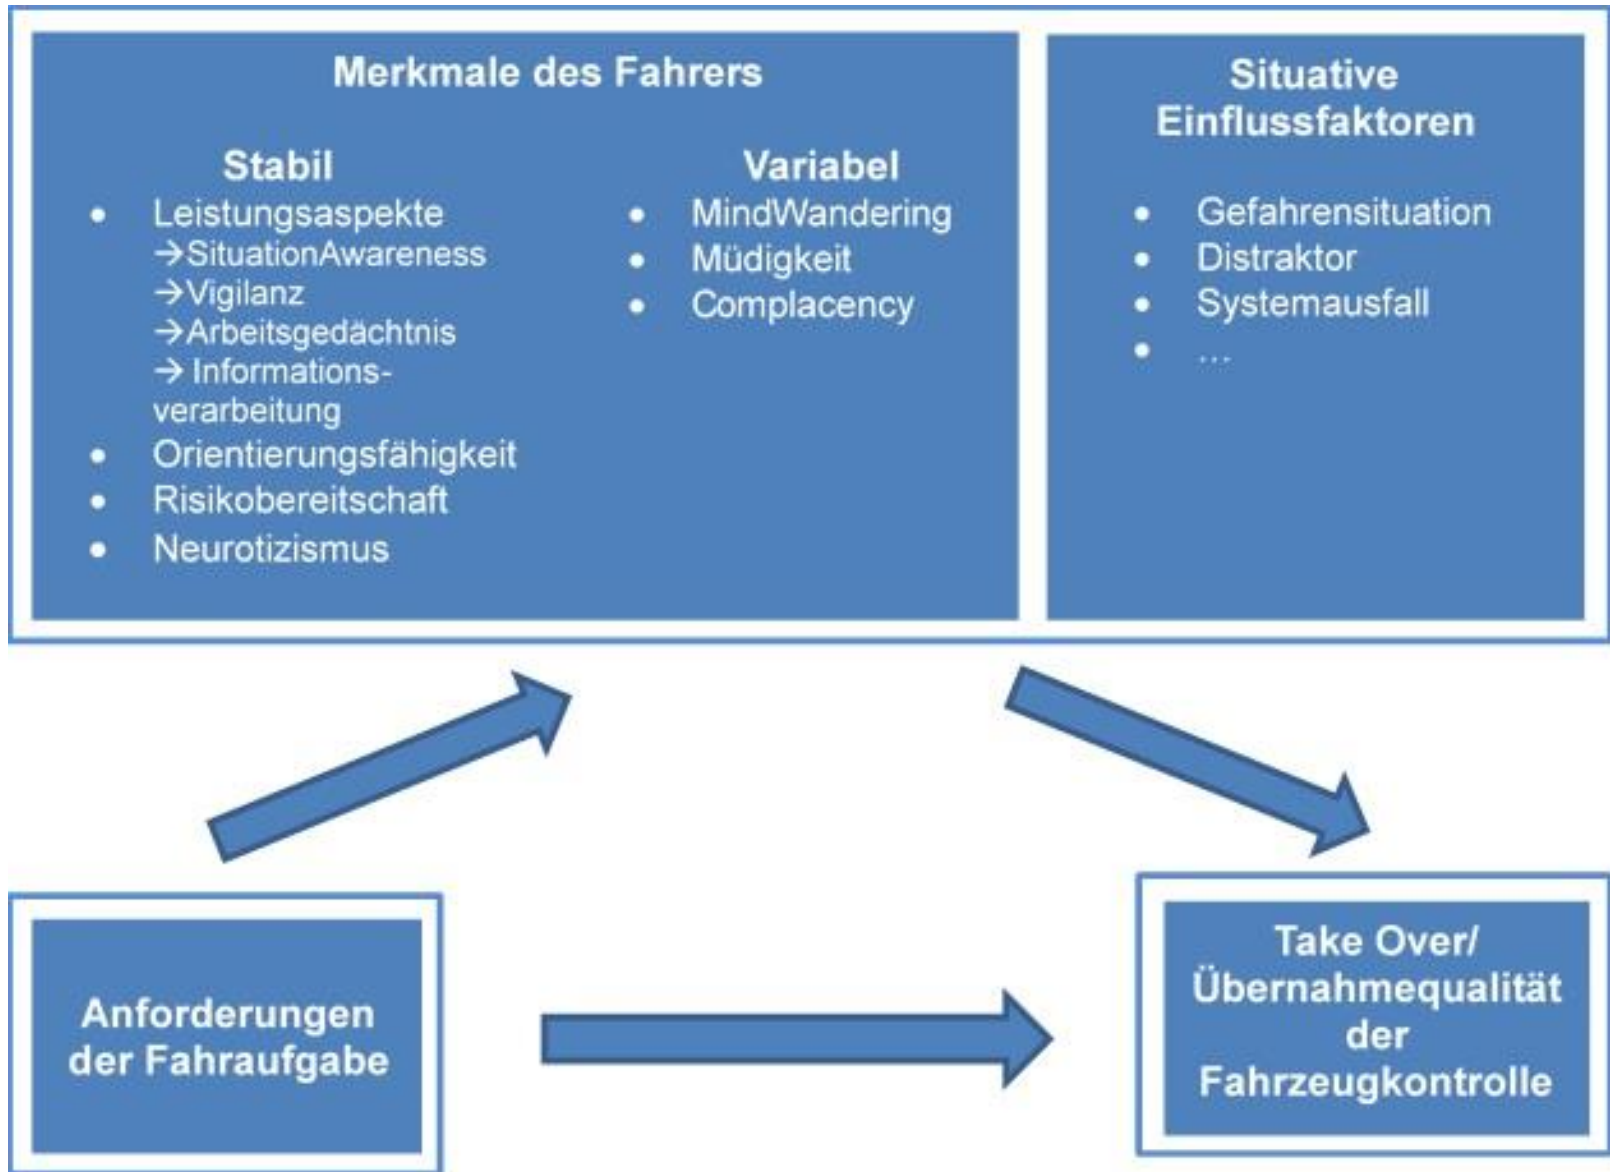 Merkmale des Fahrers
Stabil
• Leistungsaspekte
→SituationAwareness
→Vigilanz
→Arbeitsgedächtnis
→ Informations-
verarbeitung
• Orientierungsfähigkeit
• Risikobereitschaft
• Neurotizismus
Variabel
• MindWandering
• Müdigkeit
• Complacency
Situative
Einflussfaktoren
• Gefahrensituation
• Distraktor
• Systemausfall
• ...
Anforderungen
der Fahraufgabe
Take Over/
Übernahmequalität
der
Fahrzeugkontrolle